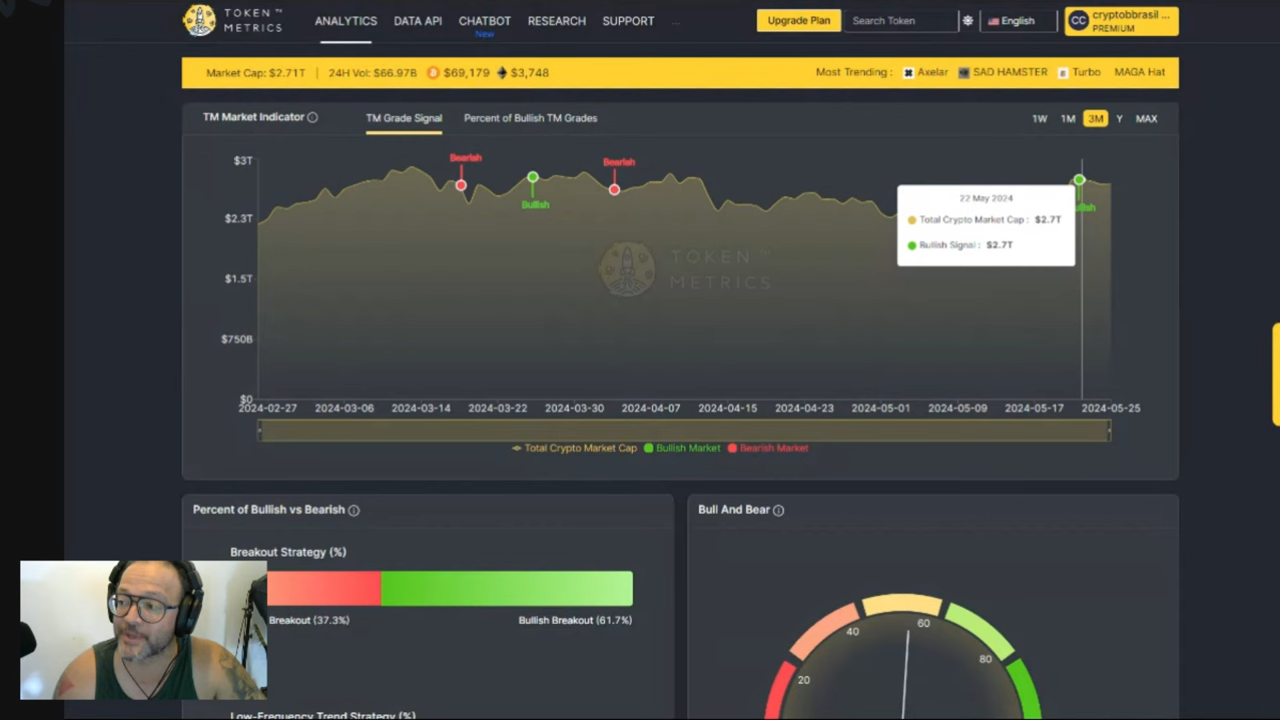 TOKEN ™
METRICS
ANALYTICS DATA API CHATBOT RESEARCH SUPPORT ...
New
Upgrade Plan
Search Token
English
CC
cryptobbrasil ...
PREMIUM
Market Cap: $2.71T | 24H Vol: $66.97B $69,179 $3,748
Most Trending : Axelar SAD HAMSTER Turbo MAGA Hat
TM Market Indicator
TM Grade Signal Percent of Bullish TM Grades
1W 1M 3M Y MAX
$3T
$2.3T
$1.5T
$750B
$0
Bearish
Bullish
Bearish
22 May 2024
Total Crypto Market Cap : $2.7T
Bullish Signal : $2.7T
TOKEN ™
METRICS
2024-02-27 2024-03-06 2024-03-14 2024-03-22 2024-03-30 2024-04-07 2024-04-15 2024-04-23 2024-05-01 2024-05-09 2024-05-17 2024-05-25
Total Crypto Market Cap Bullish Market Bearish Market
Percent of Bullish vs Bearish
Breakout Strategy (%)
Breakout (37.3%)
Bullish Breakout (61.7%)
Low-Frequency Trend Strategy (%)
Bull And Bear
20
40
60
80